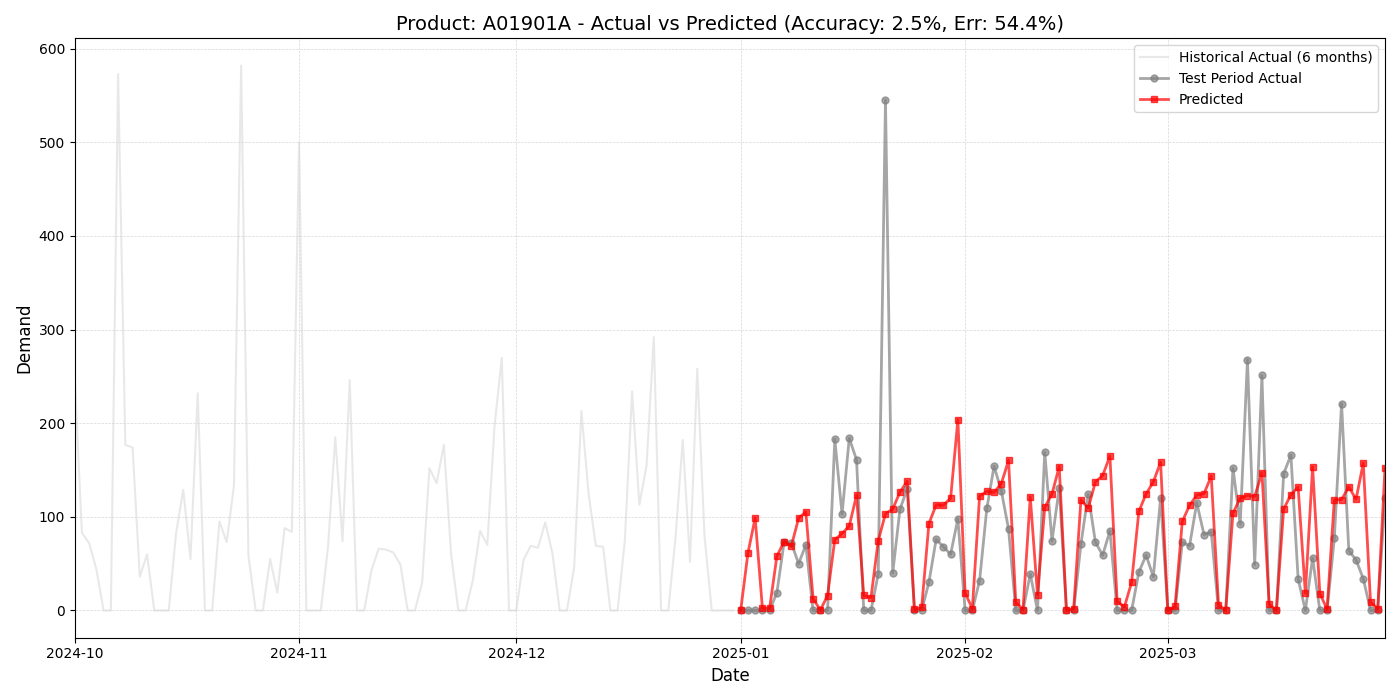 Product: A01901A - Actual vs Predicted (Accuracy: 2.5%, Err: 54.4%)
Historical Actual (6 months)
Test Period Actual
Predicted
Demand
600
500
400
300
200
100
0
2024-10
2024-11
2024-12
2025-01
2025-02
2025-03
Date